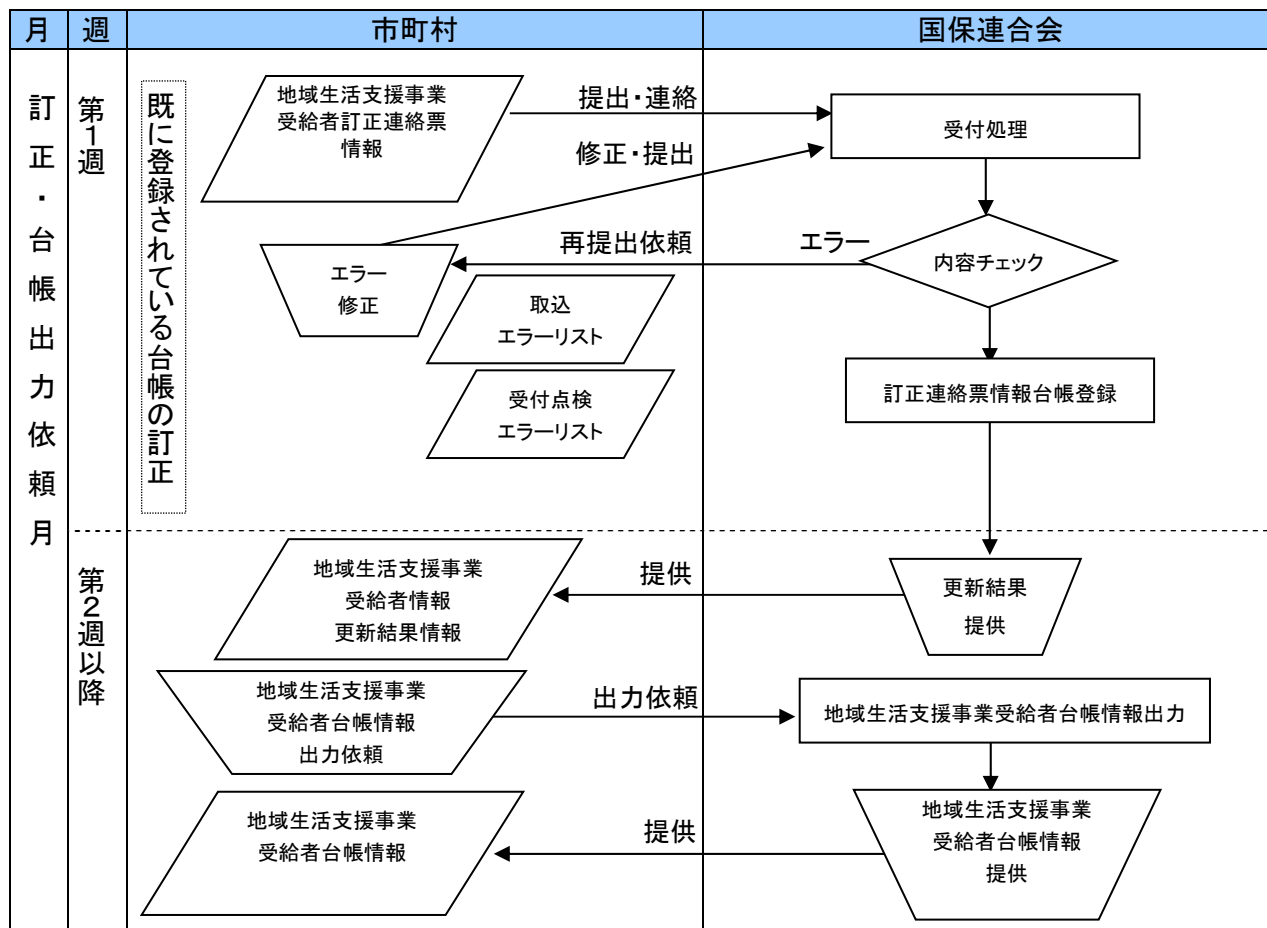 月
週
市町村
国保連合会
訂正・台帳出力依頼月
第1週
既に登録されている台帳の訂正
地域生活支援事業
受給者訂正連絡票
情報
提出・連絡
受付処理
修正・提出
再提出依頼
エラー
内容チェック
エラー
修正
取込
エラーリスト
受付点検
エラーリスト
訂正連絡票情報台帳登録
第2週以降
地域生活支援事業
受給者情報
更新結果情報
提供
更新結果
提供
地域生活支援事業
受給者台帳情報
出力依頼
出力依頼
地域生活支援事業受給者台帳情報出力
地域生活支援事業
受給者台帳情報
提供
地域生活支援事業
受給者台帳情報
提供